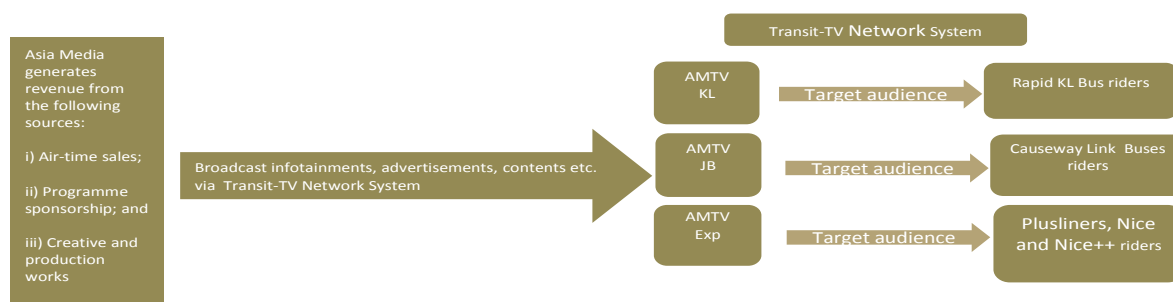 Transit-TV Network System
Asia Media
generates
revenue from
the following
sources:
i) Air-time sales;
ii) Programme
sponsorship; and
iii) Creative and
production
works
Broadcast infotainments, advertisements, contents etc.
via Transit-TV Network System
AMTV
KL
Target audience
Rapid KL Bus riders
AMTV
JB
Target audience
Causeway Link Buses
riders
AMTV
Exp
Target audience
Plusliners, Nice
and Nice++ riders